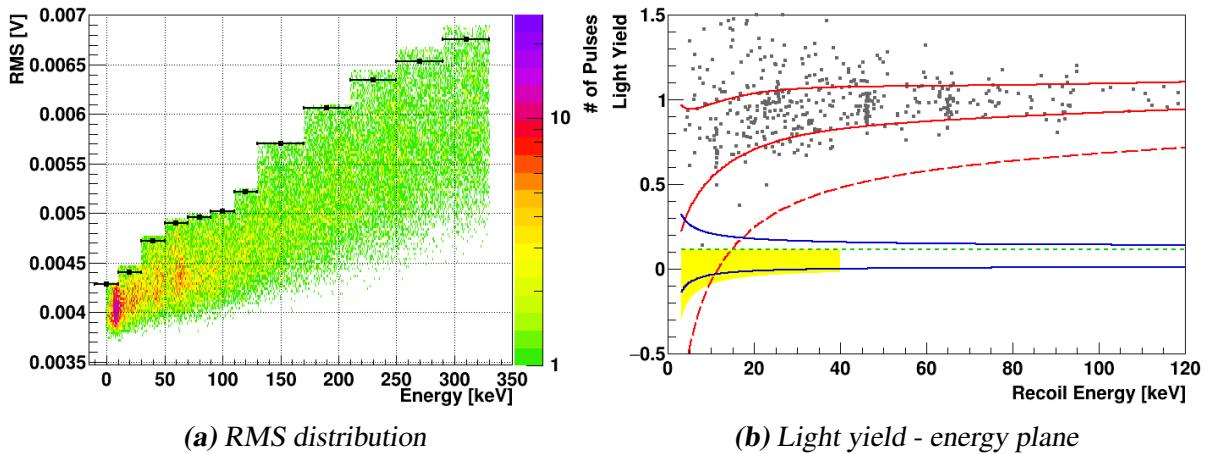 RMS [V]
0.007
0.0065
0.006
0.0055
0.005
0.0045
0.004
0.0035
0 50 100 150 200 250 300 350
Energy [keV]
# of Pulses
10
1
(a) RMS distribution
Light Yield
1.5
1
0.5
0
−0.5
20 40 60 80 100 120
Recoil Energy [keV]
(b) Light yield - energy plane